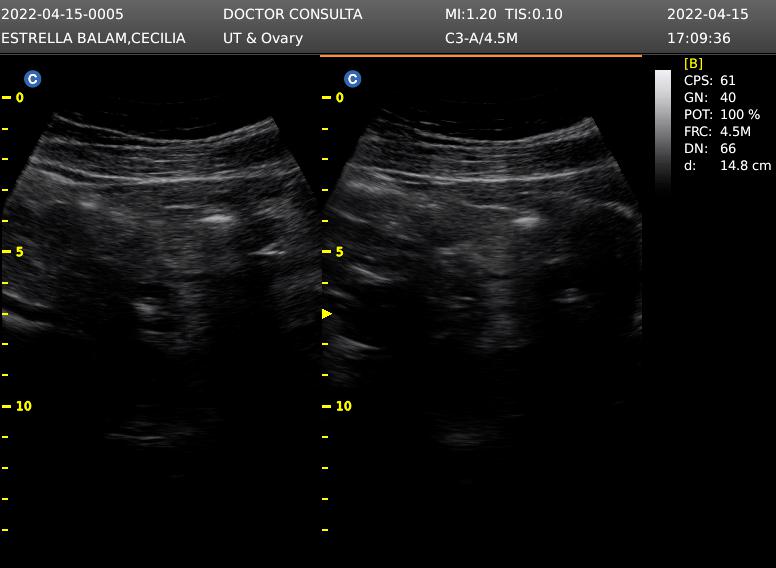 2022-04-15-0005 DOCTOR CONSULTA MI:1.20 TIS:0.10 2022-04-15
ESTRELLA BALAM,CECILIA UT & Ovary C3-A/4.5M 17:09:36
[B]
C C
CPS: 61
0 0
GN: 40
POT: 100 %
FRC: 4.5M
DN: 66
d: 14.8 cm
5 5
10 10